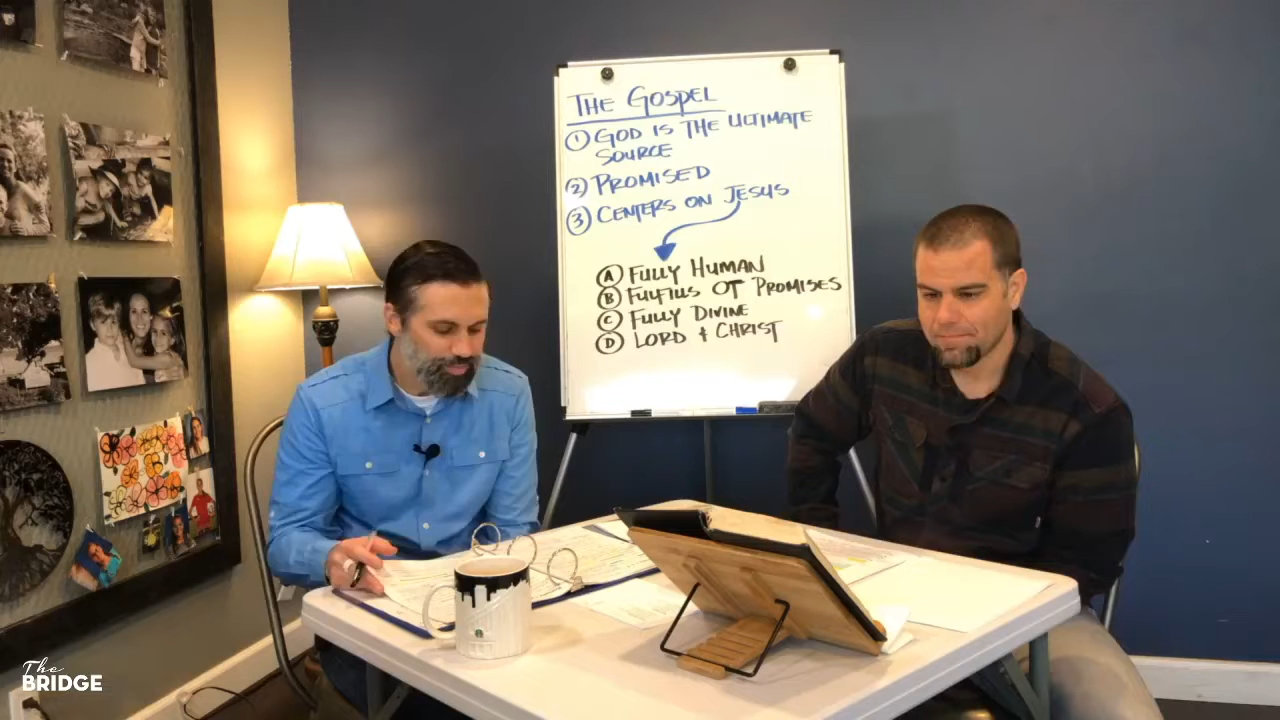 THE GOSPEL
① GOD IS THE ULTIMATE
SOURCE
② PROMISED
③ CENTERS ON JESUS
Ⓐ FULLY HUMAN
Ⓑ FULFILLS OT PROMISES
Ⓒ FULLY DIVINE
Ⓓ LORD + CHRIST
The
BRIDGE